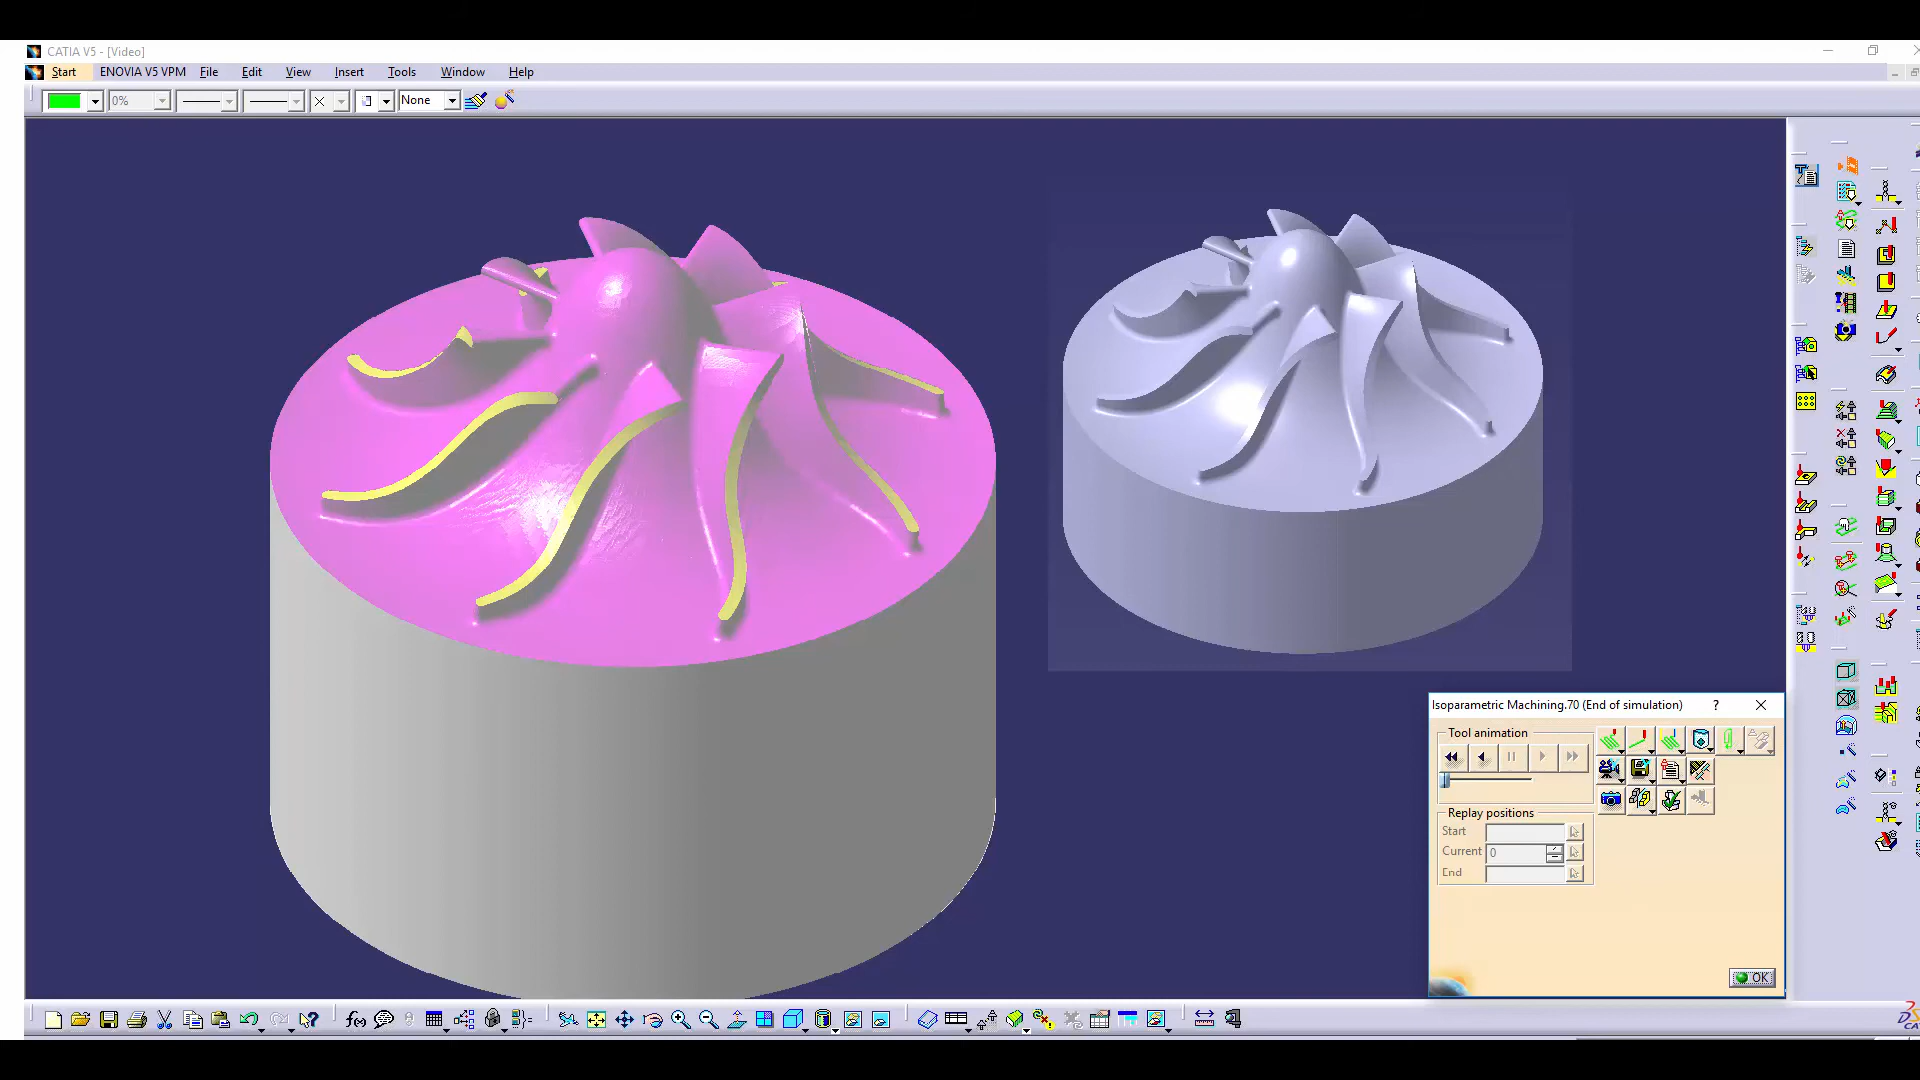 CATIA V5 - [Video]
Start ENOVIA V5 VPM File Edit View Insert Tools Window Help
0% None
Isoparametric Machining.70 (End of simulation) ?
Tool animation
Replay positions
Start
Current 0
End
OK
f(x)